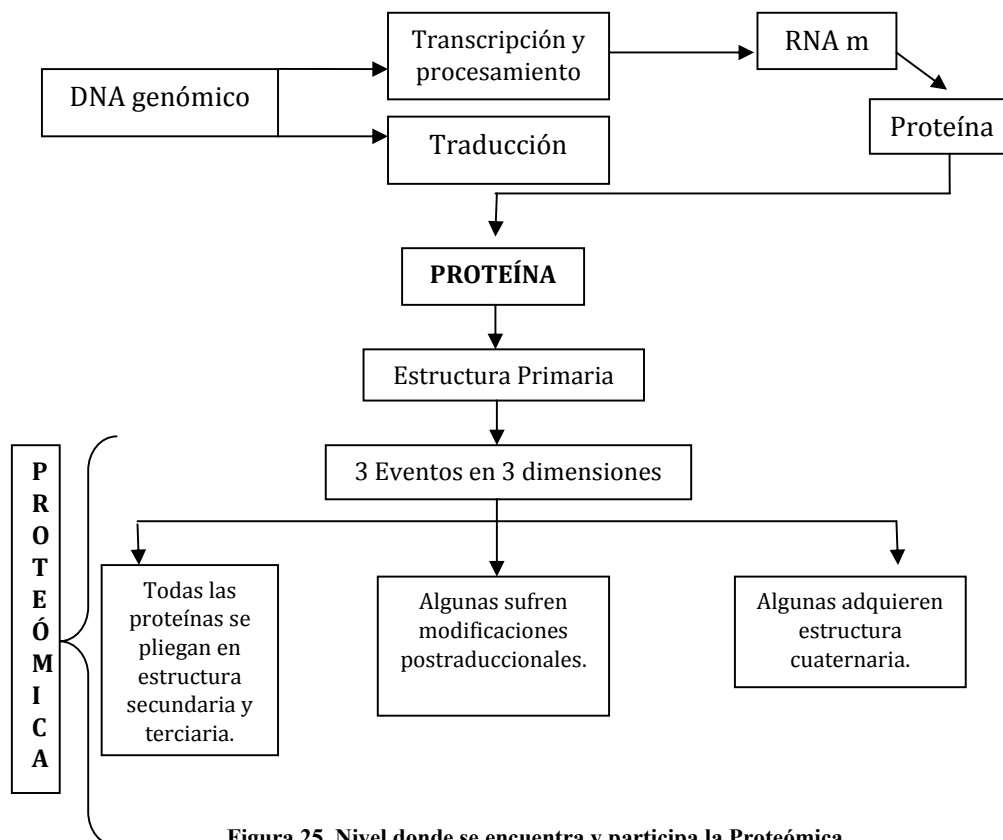 Transcripción y
procesamiento
RNA m
DNA genómico
Traducción
Proteína
PROTEÍNA
Estructura Primaria
3 Eventos en 3 dimensiones
P
R
O
T
E
Ó
M
I
C
A
Todas las
proteínas se
pliegan en
estructura
secundaria y
terciaria.
Algunas sufren
modificaciones
postraduccionales.
Algunas adquieren
estructura
cuaternaria.
Figura 25. Nivel donde se encuentra y participa la Proteómica